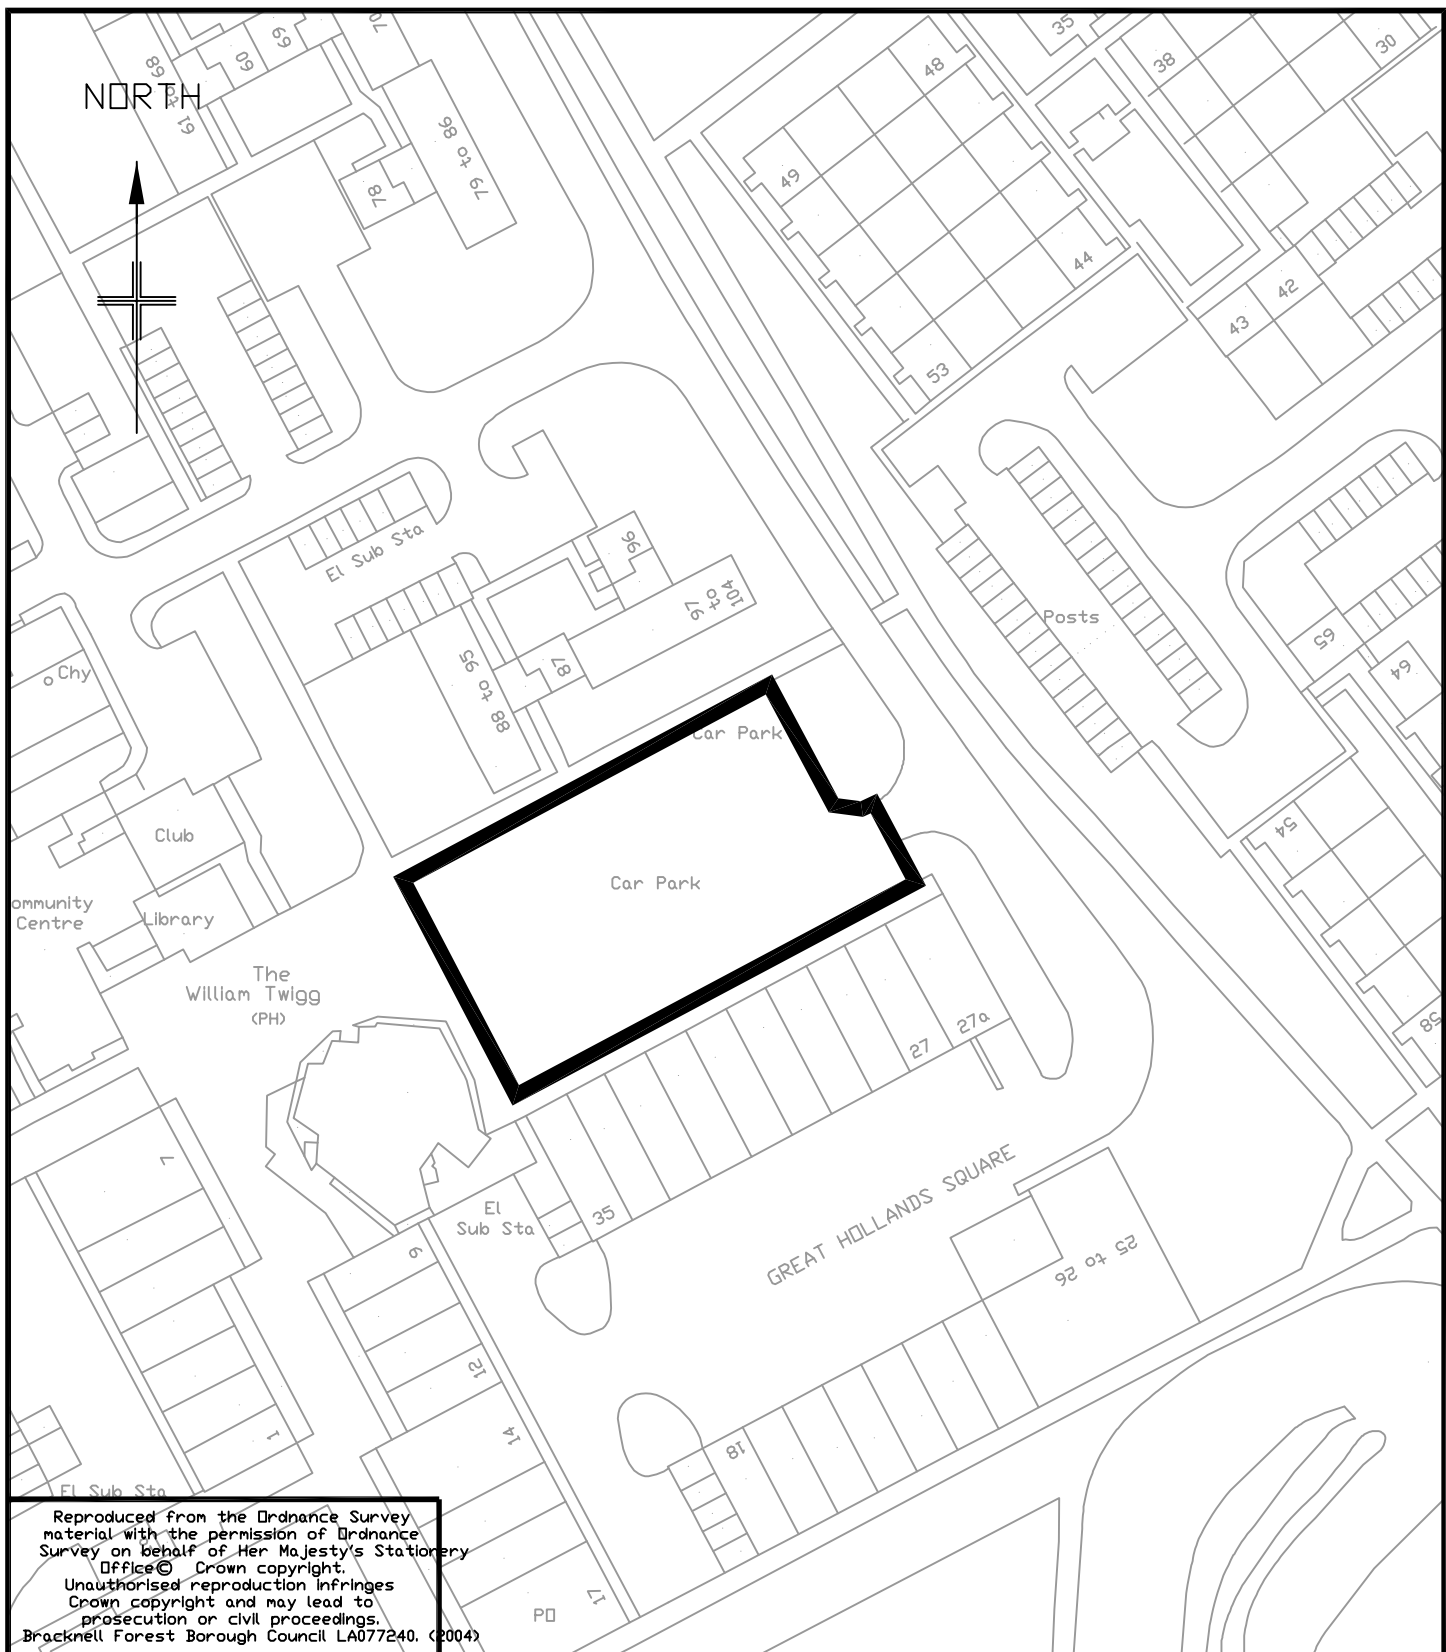 70
69
60
61 to 68
NORTH
79 to 86
78
35
38
30
48
49
44
42
43
53
El Sub Sta
96
97 to 104
87
88 to 95
Posts
65
64
Chy
Car Park
Club
54
Car Park
ommunity
Centre
Library
The
William Twigg
(PH)
27
27a
58
7
GREAT HOLLANDS SQUARE
El
Sub Sta
35
9
25 to 26
12
14
18
1
El Sub Sta
17
PO
Reproduced from the Ordnance Survey
material with the permission of Ordnance
Survey on behalf of Her Majesty's Stationery
Office© Crown copyright.
Unauthorised reproduction infringes
Crown copyright and may lead to
prosecution or civil proceedings.
Bracknell Forest Borough Council LA077240. (2004)